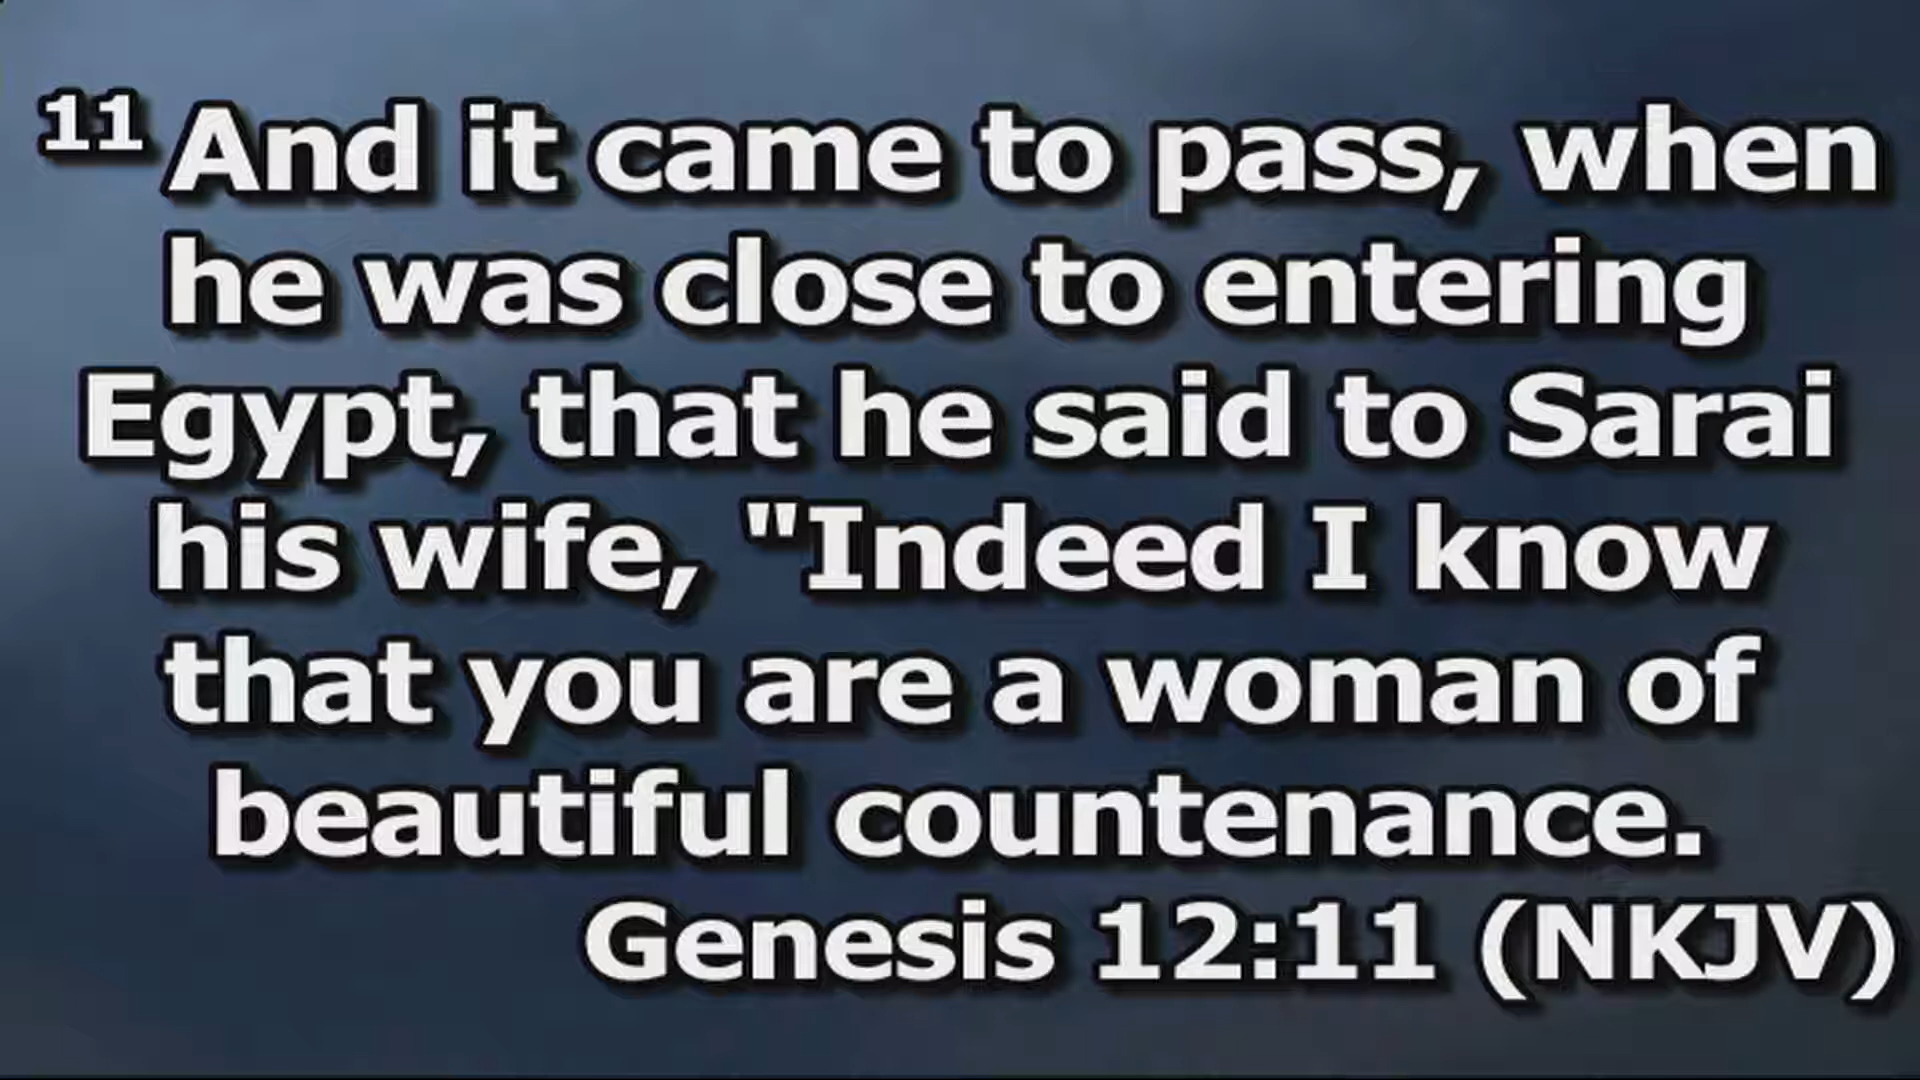 11 And it came to pass, when
he was close to entering
Egypt, that he said to Sarai
his wife, "Indeed I know
that you are a woman of
beautiful countenance.
Genesis 12:11 (NKJV)